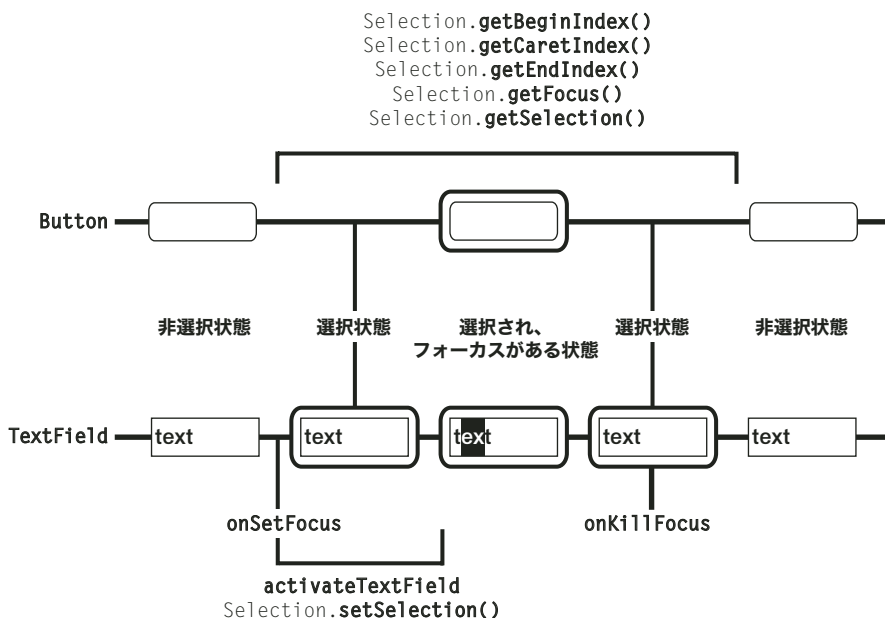 Selection.getBeginIndex()
Selection.getCaretIndex()
Selection.getEndIndex()
Selection.getFocus()
Selection.getSelection()
Button
非選択状態
選択状態
選択され、
フォーカスがある状態
選択状態
非選択状態
TextField
text
text
text
text
text
onSetFocus
onKillFocus
activateTextField
Selection.setSelection()